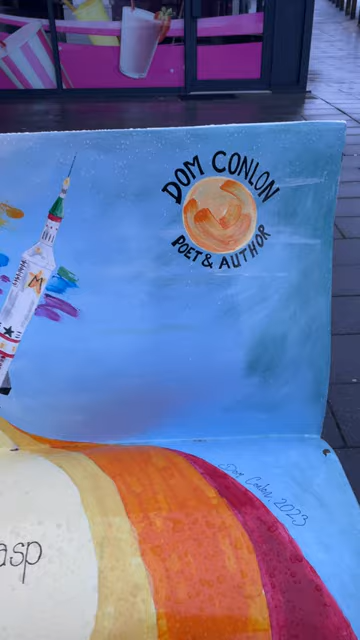 DOM CONLON
POET & AUTHOR
M
Dom Conlon, 2023
asp